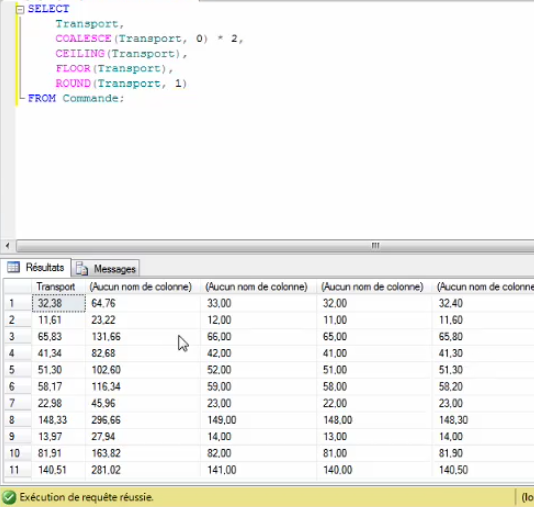 SELECT
Transport,
COALESCE(Transport, 0) * 2,
CEILING(Transport),
FLOOR(Transport),
ROUND(Transport, 1)
FROM Commande;
Résultats Messages
Transport (Aucun nom de colonne) (Aucun nom de colonne) (Aucun nom de colonne) (Aucun nom de colonne
1 32,38 64,76 33,00 32,00 32,40
2 11,61 23,22 12,00 11,00 11,60
3 65,83 131,66 66,00 65,00 65,80
4 41,34 82,68 42,00 41,00 41,30
5 51,30 102,60 52,00 51,00 51,30
6 58,17 116,34 59,00 58,00 58,20
7 22,98 45,96 23,00 22,00 23,00
8 148,33 296,66 149,00 148,00 148,30
9 13,97 27,94 14,00 13,00 14,00
10 81,91 163,82 82,00 81,00 81,90
11 140,51 281,02 141,00 140,00 140,50
Exécution de requête réussie. (lo